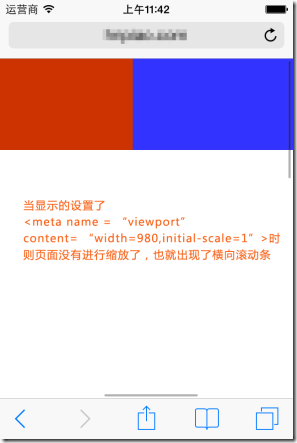 运营商 上午11:42
当显示的设置了
<meta name = “viewport”
content= “width=980,initial-scale=1” >时
则页面没有进行缩放了，也就出现了横向滚动条